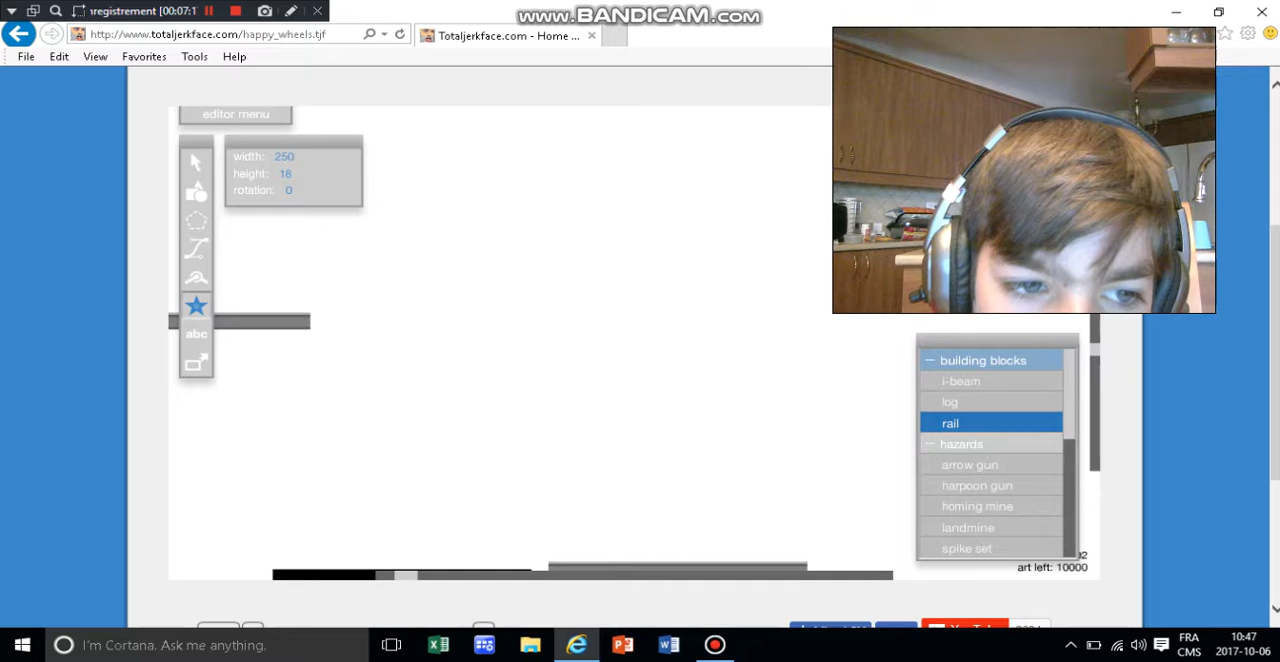 nregistrement [00:07:1
www.BANDICAM.com
http://www.totaljerkface.com/happy_wheels.tjf
Totaljerkface.com - Home ...
File Edit View Favorites Tools Help
editor menu
width: 250
height: 18
rotation: 0
abc
building blocks
i-beam
log
rail
hazards
arrow gun
harpoon gun
homing mine
landmine
spike set
art left: 10000
I'm Cortana. Ask me anything.
FRA
CMS
10:47
2017-10-06